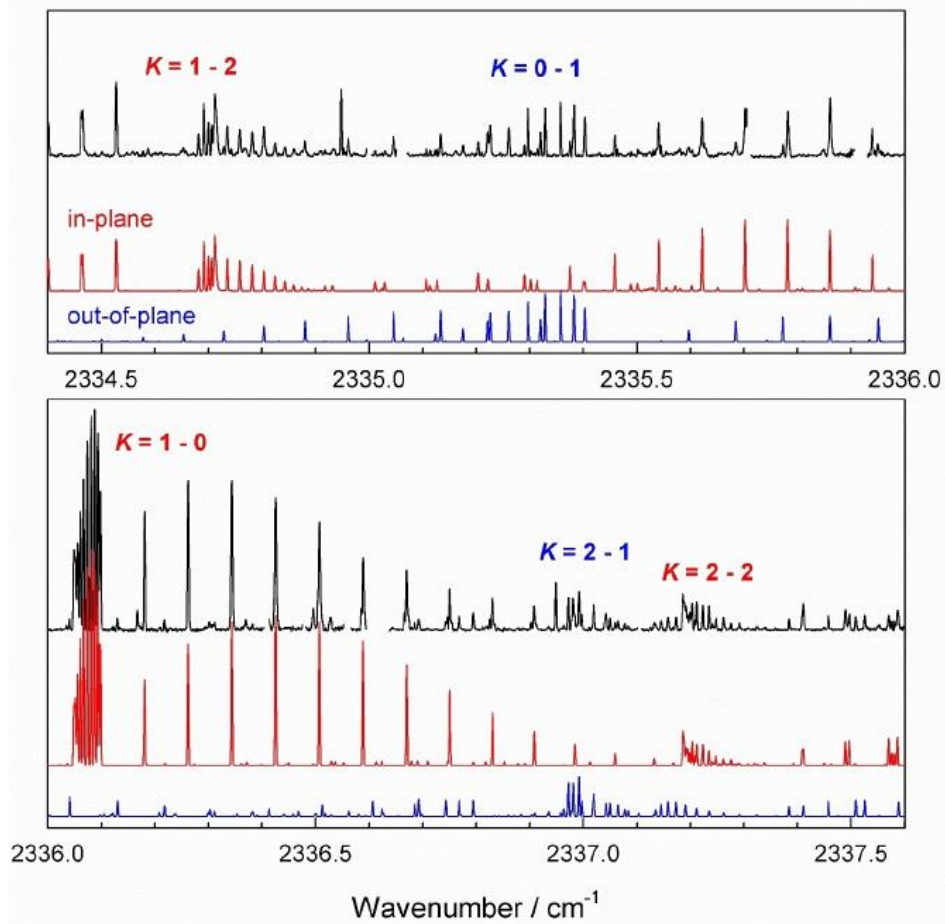 K = 1 - 2
K = 0 - 1
in-plane
out-of-plane
2334.5 2335.0 2335.5 2336.0
K = 1 - 0
K = 2 - 1
K = 2 - 2
2336.0 2336.5 2337.0 2337.5
Wavenumber / cm⁻¹